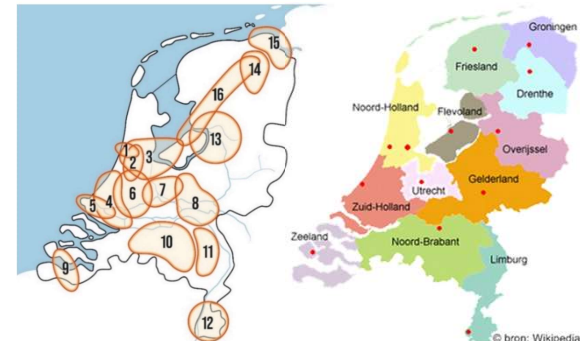 15
14
16
13
1
2
3
6
7
5
4
8
10
11
9
12
Groningen
Friesland
Drenthe
Noord-Holland
Flevoland
Overijssel
Gelderland
Utrecht
Zuid-Holland
Zeeland
Noord-Brabant
Limburg
© bron: Wikipedia